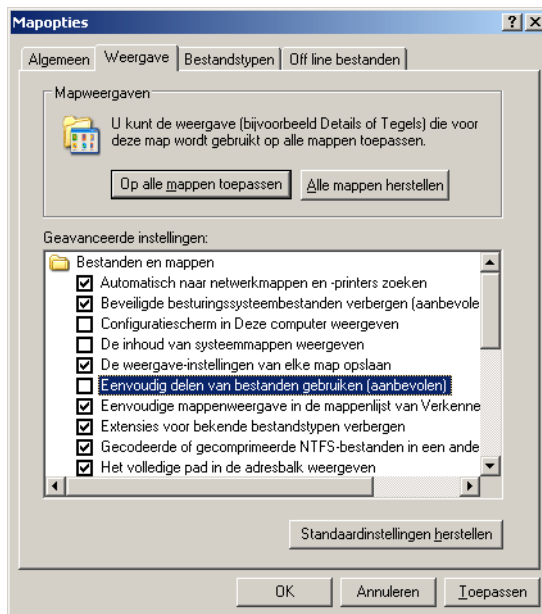 Mapopties
Algemeen Weergave Bestandstypen Off line bestanden
Mapweergaven
U kunt de weergave (bijvoorbeeld Details of Tegels) die voor
deze map wordt gebruikt op alle mappen toepassen.
Op alle mappen toepassen Alle mappen herstellen
Geavanceerde instellingen:
Bestanden en mappen
Automatisch naar netwerkmappen en -printers zoeken
Beveiligde besturingssysteembestanden verbergen (aanbevole
Configuratiescherm in Deze computer weergeven
De inhoud van systeemmappen weergeven
De weergave-instellingen van elke map opslaan
Eenvoudig delen van bestanden gebruiken (aanbevolen)
Eenvoudige mappenweergave in de mappenlijst van Verkenne
Extensies voor bekende bestandstypen verbergen
Gecodeerde of gecomprimeerde NTFS-bestanden in een ande
Het volledige pad in de adresbalk weergeven
Standaardinstellingen herstellen
OK Annuleren Toepassen